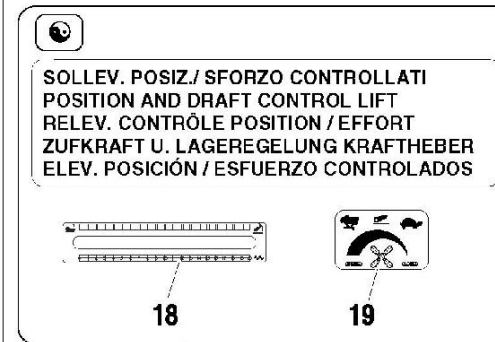 SOLLEV. POSIZ./ SFORZO CONTROLLATI
POSITION AND DRAFT CONTROL LIFT
RELEV. CONTRÔLE POSITION / EFFORT
ZUFKRAFT U. LAGEREGELUNG KRAFTHEBER
ELEV. POSICIÓN / ESFUERZO CONTROLADOS
18
19